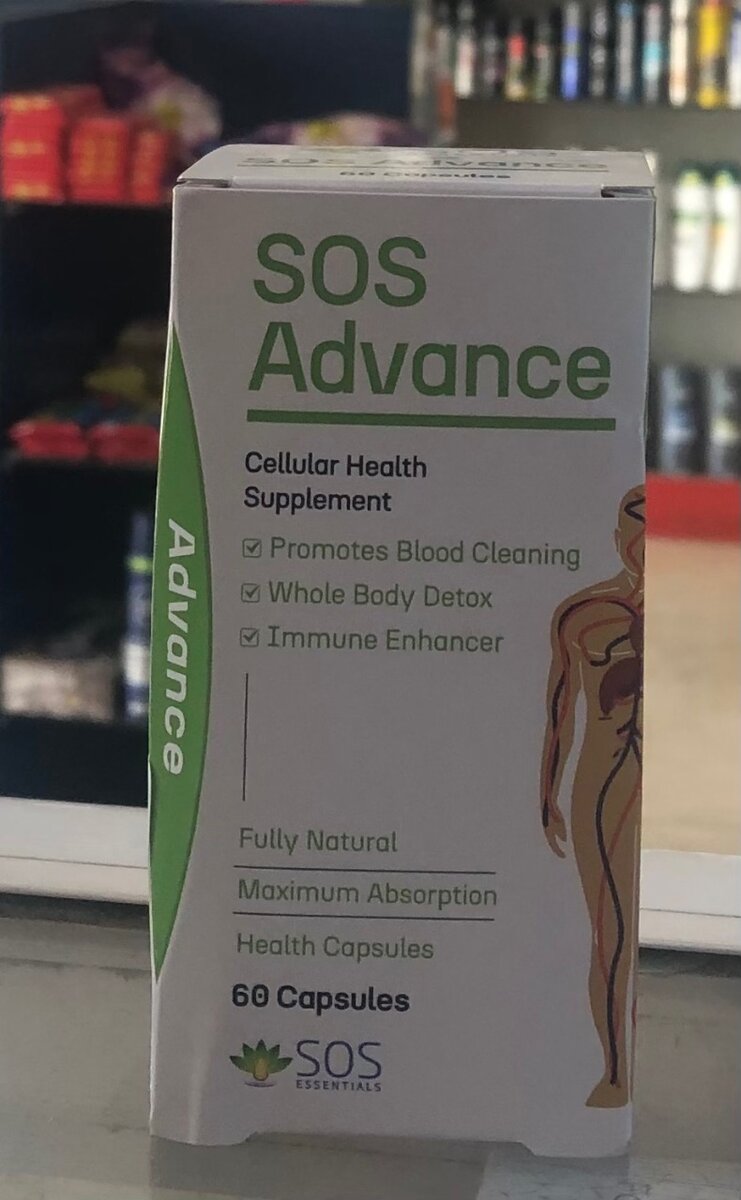 SOS Advance
60 Capsules
SOS
Advance
Cellular Health
Supplement
Promotes Blood Cleaning
Whole Body Detox
Immune Enhancer
Advance
Fully Natural
Maximum Absorption
Health Capsules
60 Capsules
SOS
ESSENTIALS